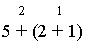 2 1
5 + (2 + 1)